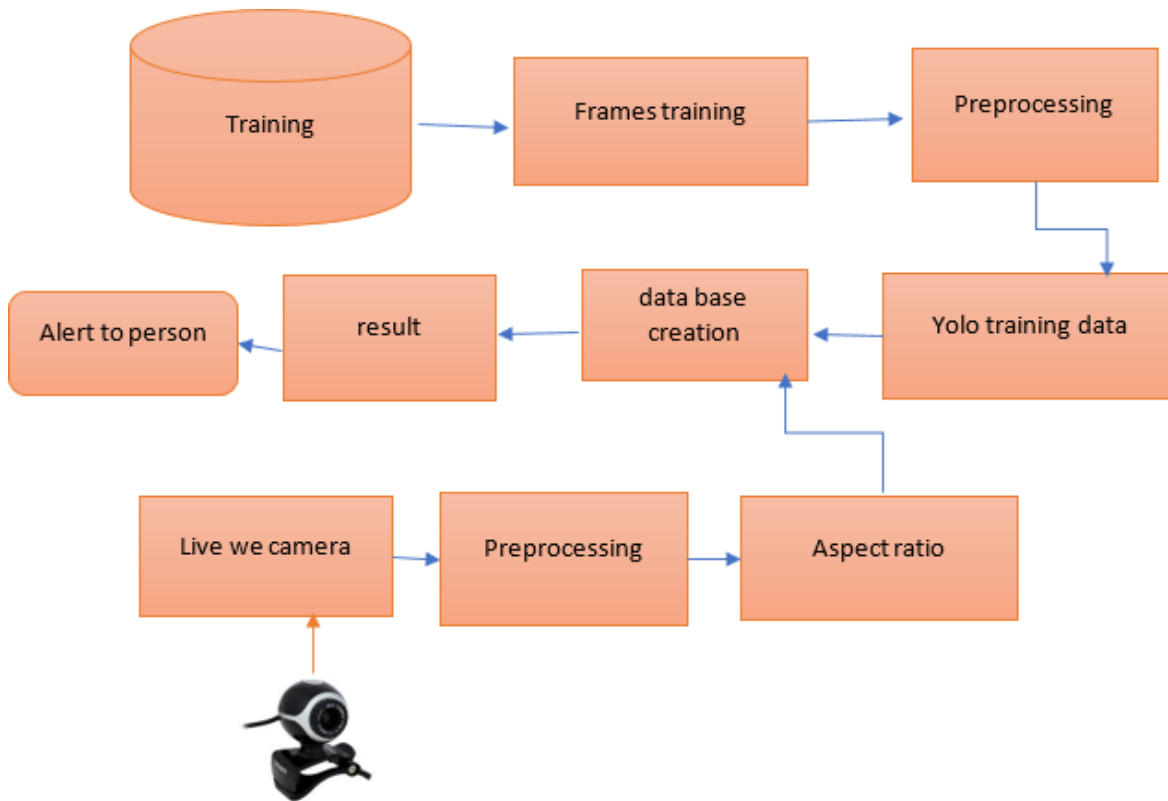 Training
Frames training
Preprocessing
Alert to person
result
data base
creation
Yolo training data
Live we camera
Preprocessing
Aspect ratio